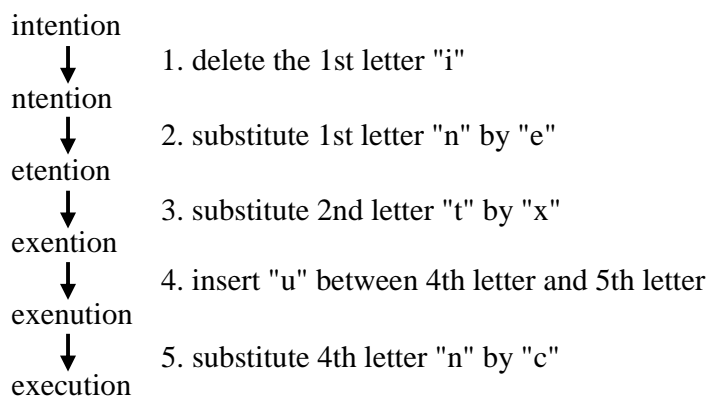 intention
1. delete the 1st letter "i"
ntention
2. substitute 1st letter "n" by "e"
etention
3. substitute 2nd letter "t" by "x"
exention
4. insert "u" between 4th letter and 5th letter
exenution
5. substitute 4th letter "n" by "c"
execution